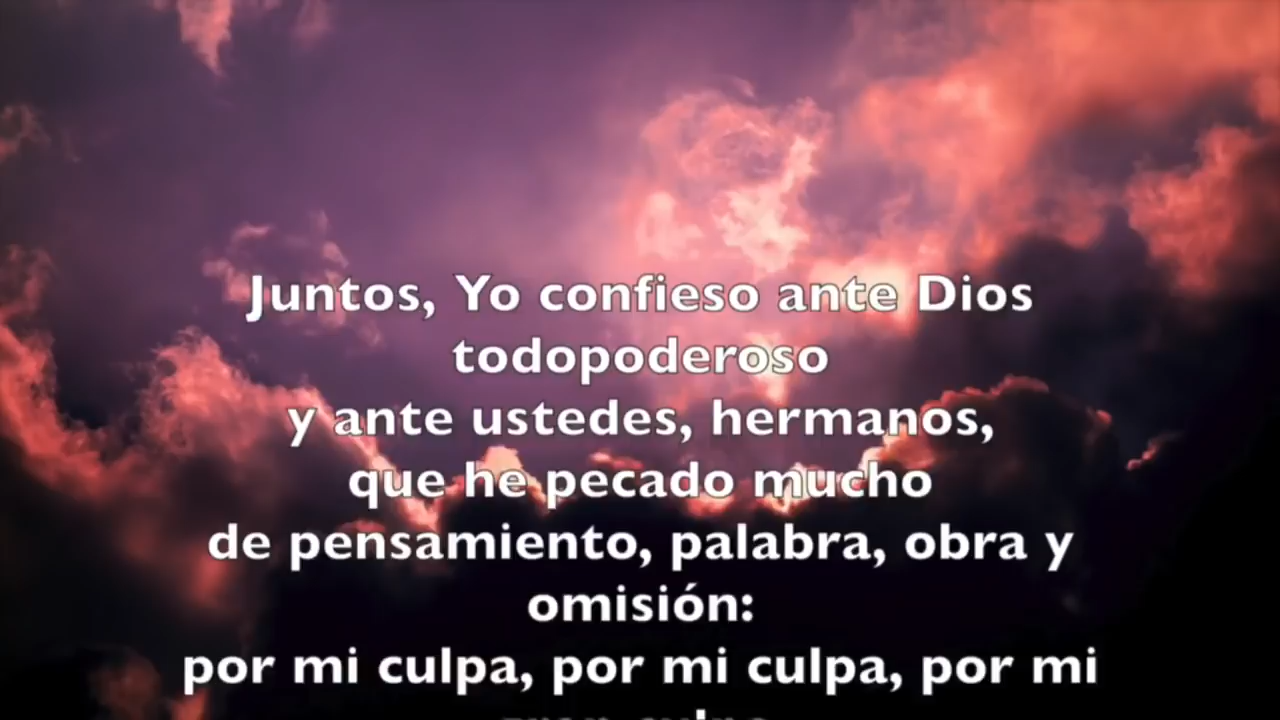 Juntos, Yo confieso ante Dios
todopoderoso
y ante ustedes, hermanos,
que he pecado mucho
de pensamiento, palabra, obra y
omisión:
por mi culpa, por mi culpa, por mi